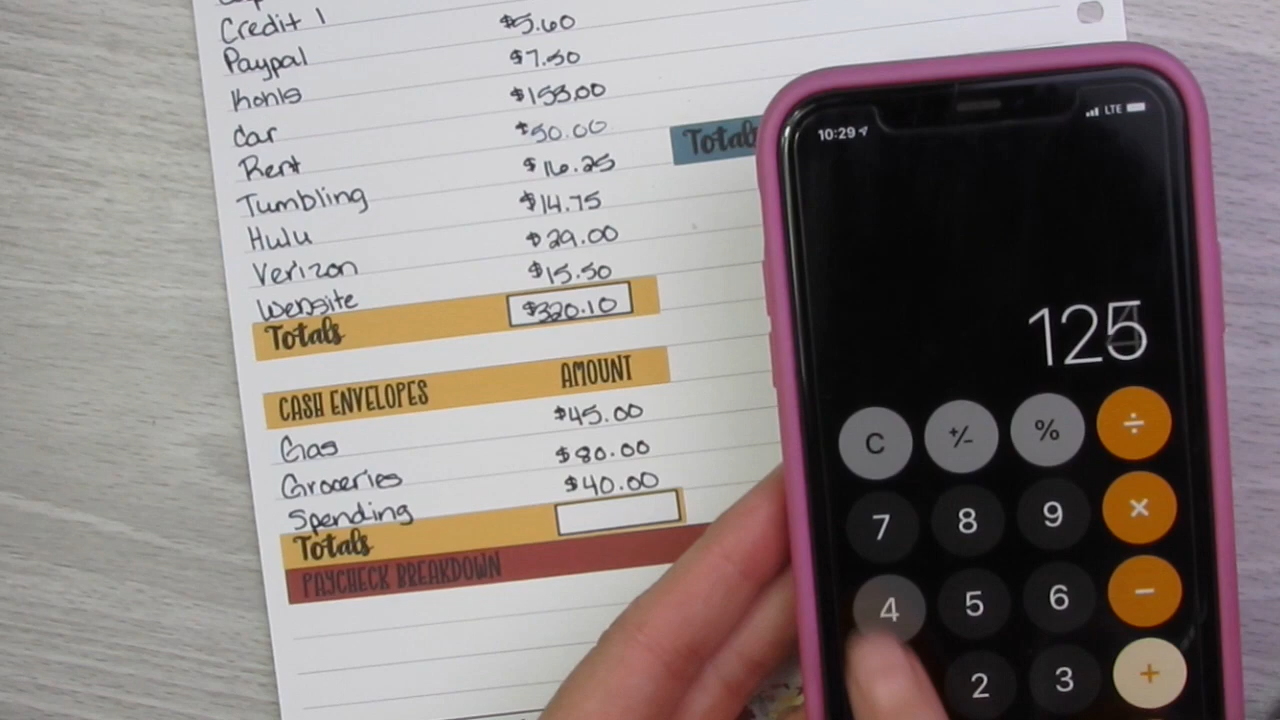 Credit 1
Paypal $5.60
Kohls $7.50
Car $153.00
Rent $50.00
Tumbling $16.25
Hulu $14.75
Verizon $29.00
Website $15.50
Totals $320.10
CASH ENVELOPES AMOUNT
Gas $45.00
Groceries $80.00
Spending $40.00
Totals
PAYCHECK BREAKDOWN
Totals
10:29 LTE
125
C +/- % ÷
7 8 9 ×
4 5 6 −
2 3 +